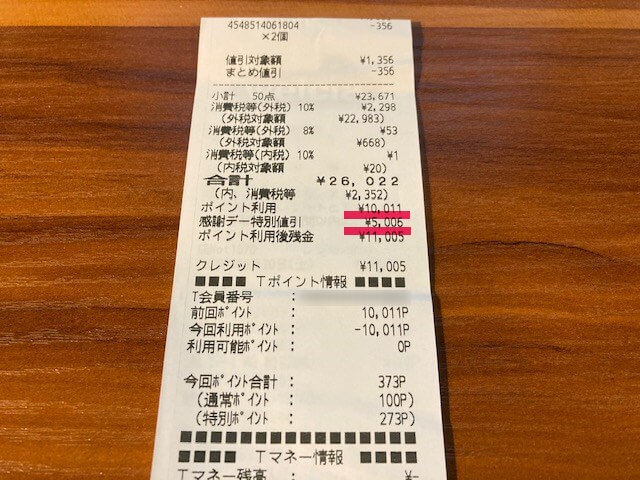 4548514061804 -356
×2個
値引対象額 ¥1,356
まとめ値引 -356
小計 50点 ¥23,671
消費税等(外税) 10% ¥2,298
(外税対象額 ¥22,983)
消費税等(外税) 8% ¥53
(外税対象額 ¥668)
消費税等(内税) 10% ¥1
(内税対象額 ¥20)
合計 ¥26,022
(内、消費税等 ¥2,352)
ポイント利用 ¥10,011
感謝デー特別値引 ¥5,006
ポイント利用後残金 ¥11,005
クレジット ¥11,005
■■■■ Tポイント情報 ■■■■
T会員番号 :
前回ポイント : 10,011P
今回利用ポイント : -10,011P
利用可能ポイント : 0P
今回ポイント合計 : 373P
(通常ポイント : 100P)
(特別ポイント : 273P)
■■■■■■■■■■■■■■■■■■
■■■■ Tマネー情報 ■■■■
Tマネー残高 : ¥-